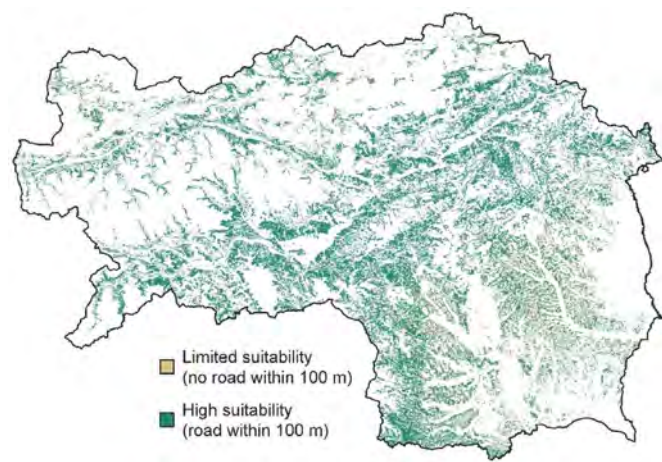 Limited suitability
(no road within 100 m)
High suitability
(road within 100 m)